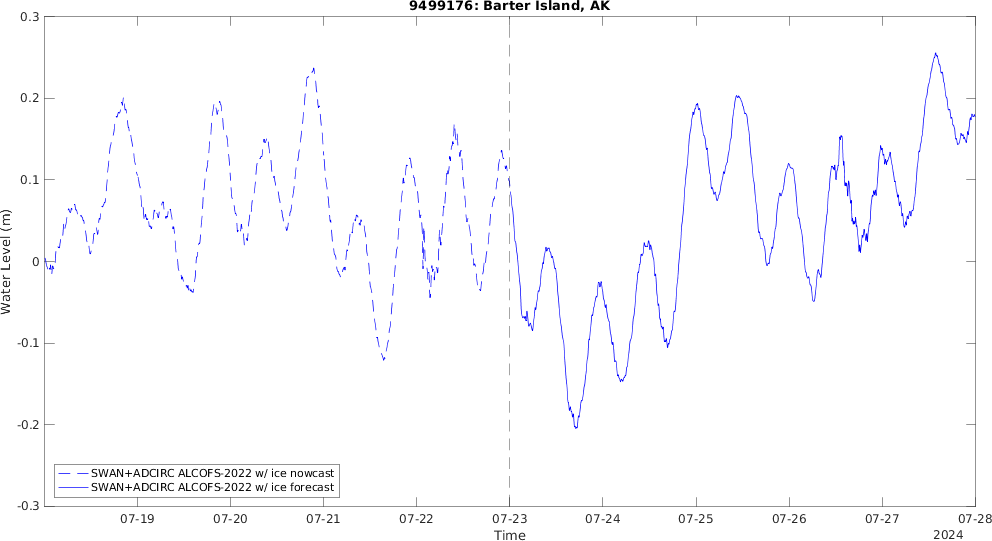 9499176: Barter Island, AK
Water Level (m)
0.3
0.2
0.1
0
-0.1
-0.2
-0.3
SWAN+ADCIRC ALCOFS-2022 w/ ice nowcast
SWAN+ADCIRC ALCOFS-2022 w/ ice forecast
07-19 07-20 07-21 07-22 07-23 07-24 07-25 07-26 07-27 07-28
Time
2024